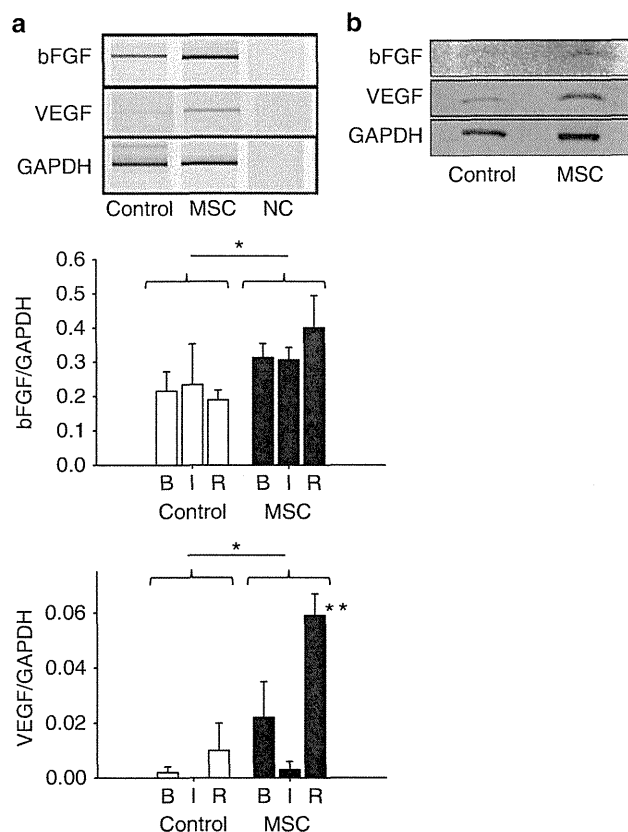 a
bFGF
VEGF
GAPDH
Control MSC NC
b
bFGF
VEGF
GAPDH
Control MSC
*
0.6
0.5
0.4
0.3
0.2
0.1
0.0
bFGF/GAPDH
B I R B I R
Control MSC
*
**
0.06
0.04
0.02
0.00
VEGF/GAPDH
B I R B I R
Control MSC